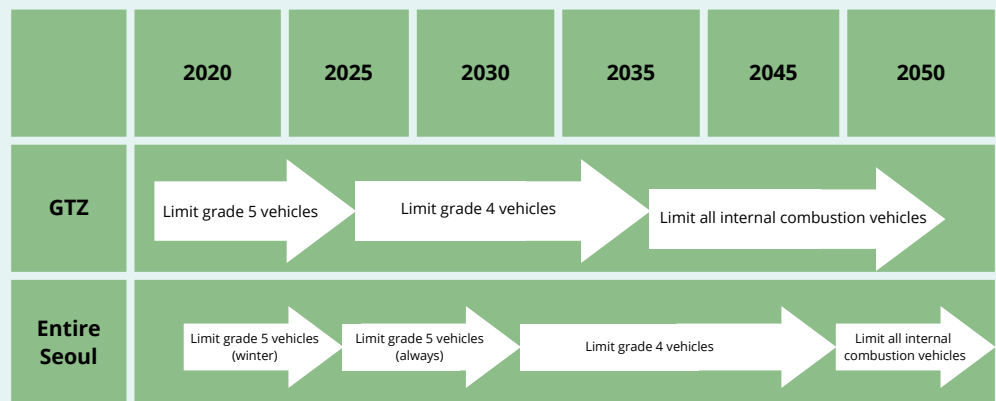 2020 2025 2030 2035 2045 2050
GTZ
Limit grade 5 vehicles
Limit grade 4 vehicles
Limit all internal combustion vehicles
Entire
Seoul
Limit grade 5 vehicles
(winter)
Limit grade 5 vehicles
(always)
Limit grade 4 vehicles
Limit all internal
combustion vehicles